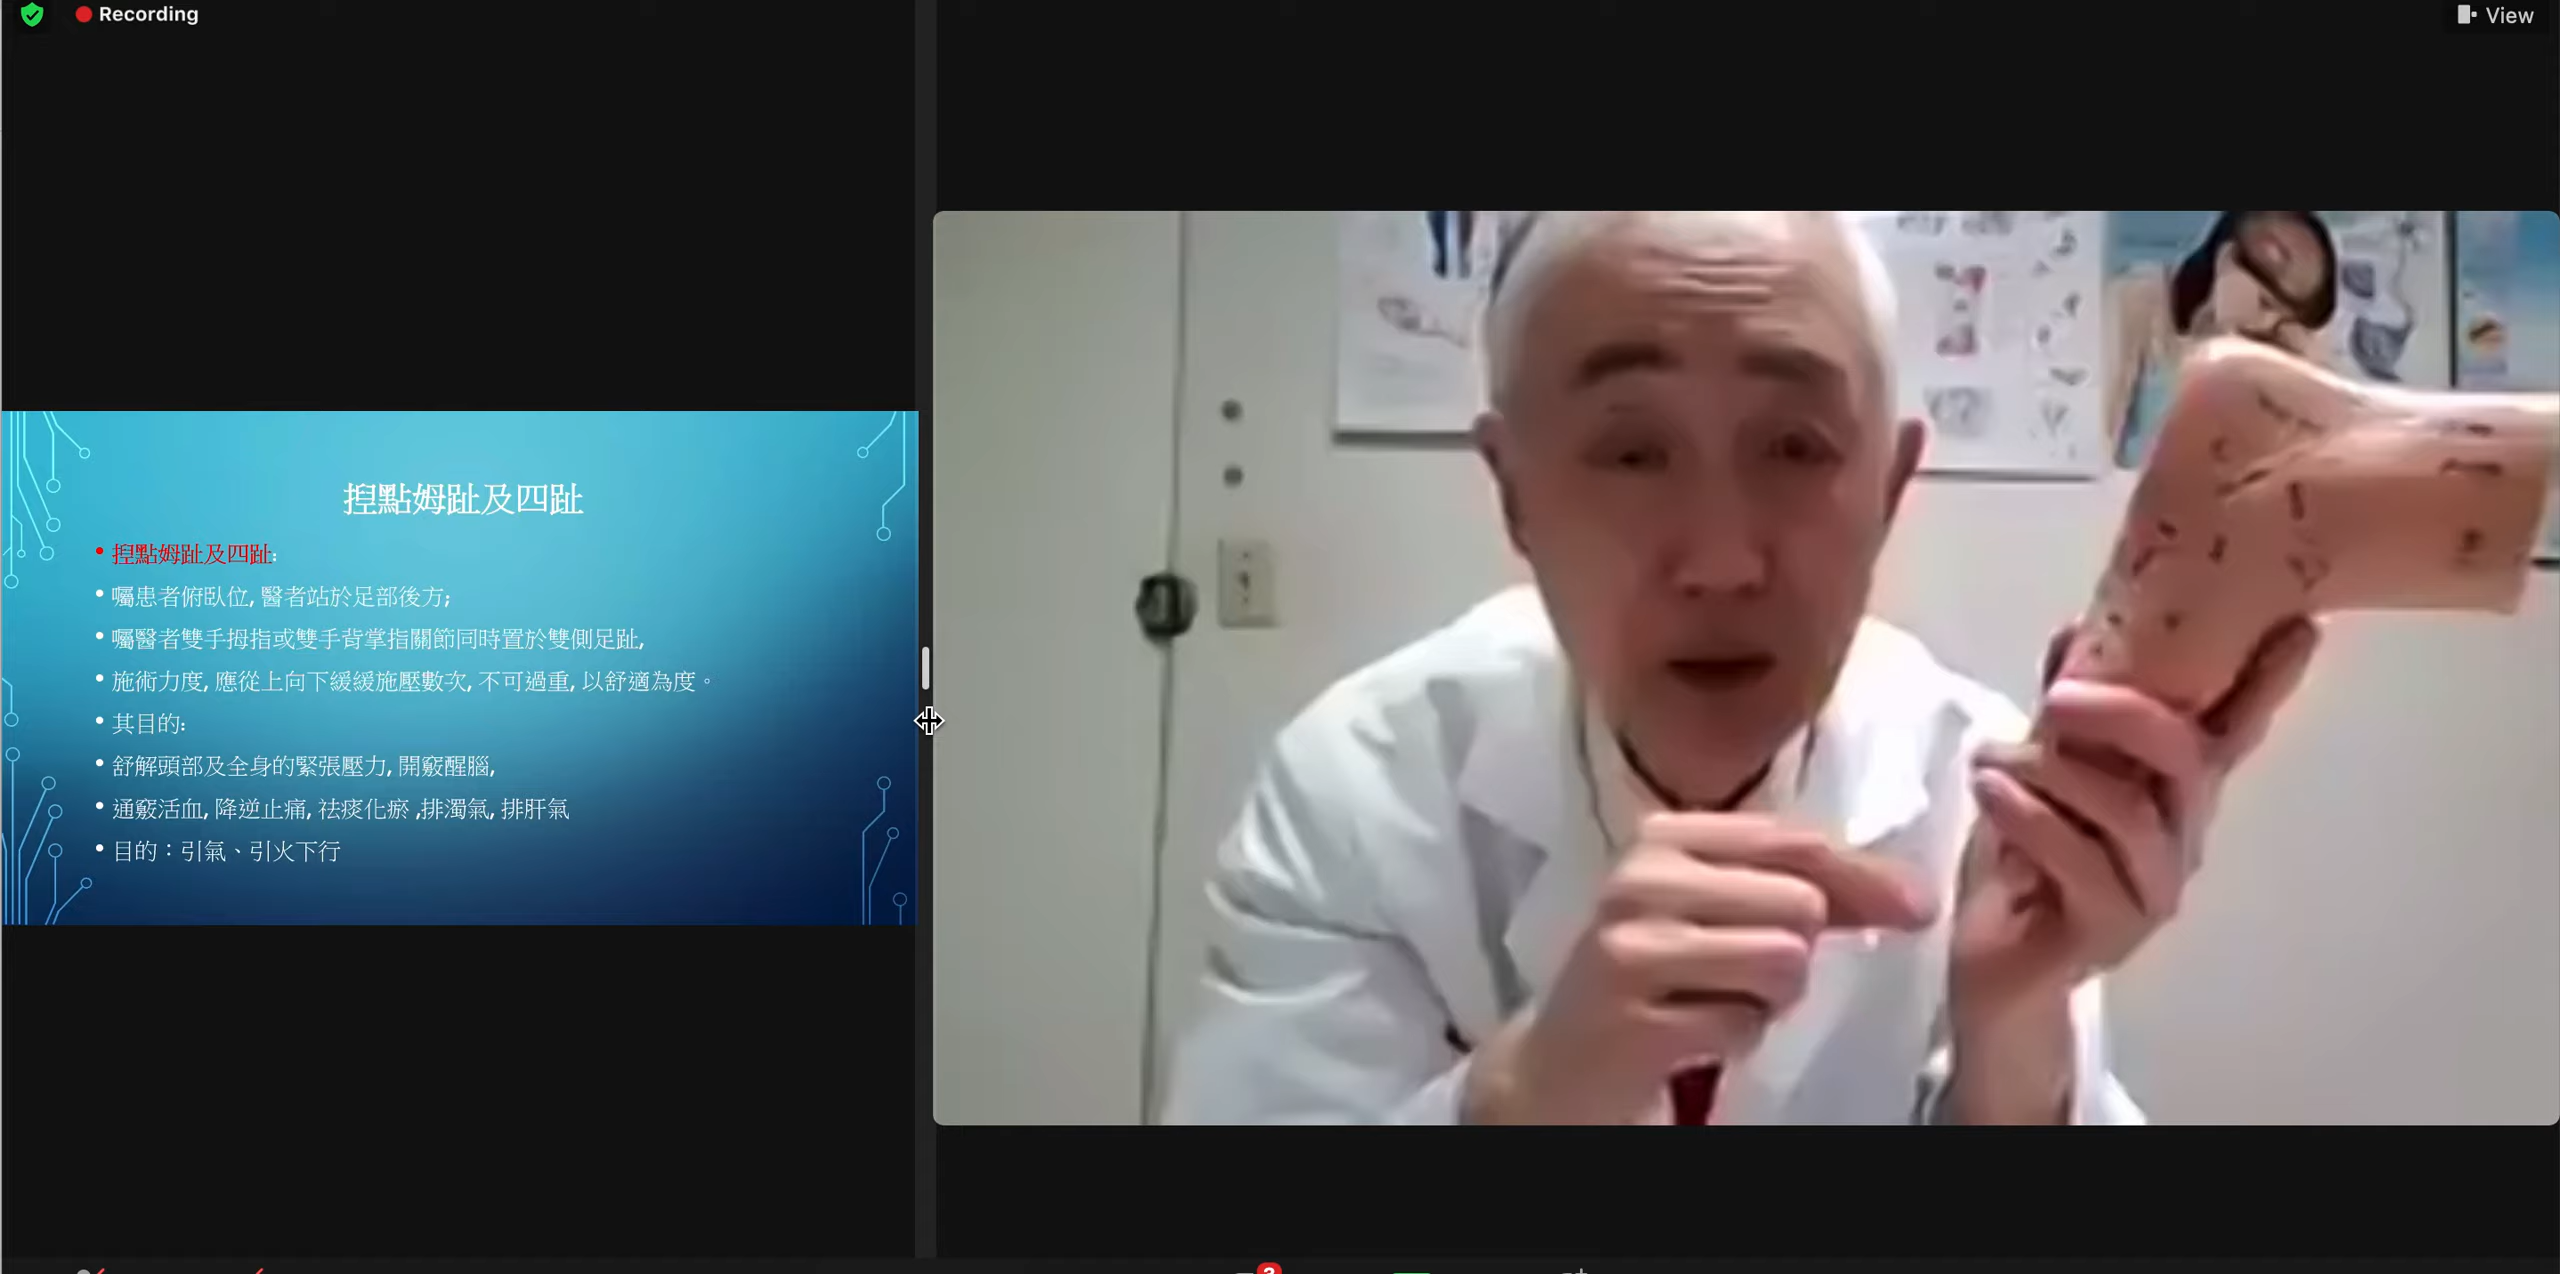 Recording
View
揑點姆趾及四趾
• 揑點姆趾及四趾:
• 囑患者俯臥位, 醫者站於足部後方;
• 囑醫者雙手拇指或雙手背掌指關節同時置於雙側足趾,
• 施術力度, 應從上向下緩緩施壓數次, 不可過重, 以舒適為度。
• 其目的:
• 舒解頭部及全身的緊張壓力, 開竅醒腦,
• 通竅活血, 降逆止痛, 祛痰化瘀 ,排濁氣, 排肝氣
• 目的：引氣、引火下行